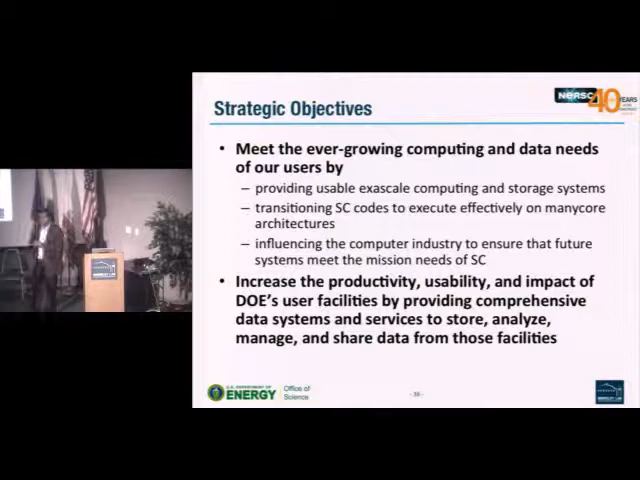 NERSC 40
YEARS
Strategic Objectives
• Meet the ever-growing computing and data needs
of our users by
– providing usable exascale computing and storage systems
– transitioning SC codes to execute effectively on manycore
architectures
– influencing the computer industry to ensure that future
systems meet the mission needs of SC
• Increase the productivity, usability, and impact of
DOE's user facilities by providing comprehensive
data systems and services to store, analyze,
manage, and share data from those facilities
U.S. DEPARTMENT OF
ENERGY
Office of
Science